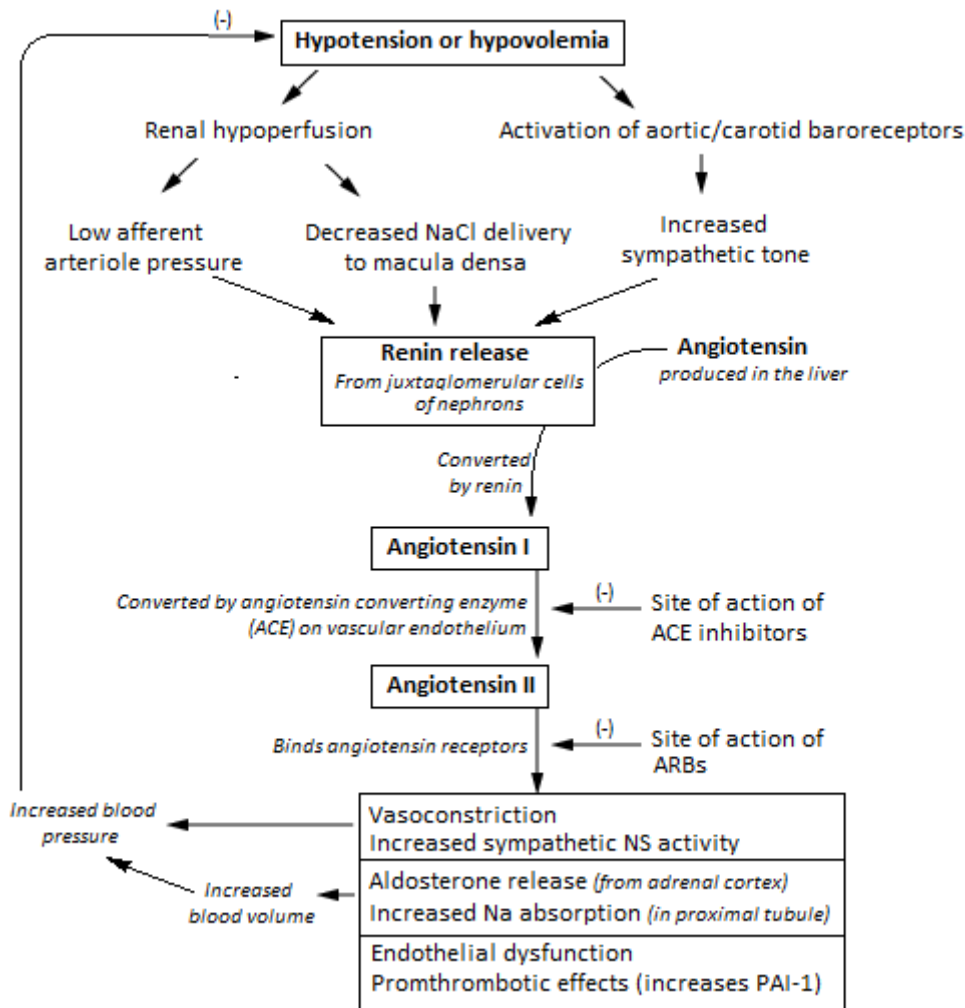 (-)
Hypotension or hypovolemia
Renal hypoperfusion
Activation of aortic/carotid baroreceptors
Low afferent
arteriole pressure
Decreased NaCl delivery
to macula densa
Increased
sympathetic tone
Renin release
From juxtaglomerular cells
of nephrons
Angiotensin
produced in the liver
Converted
by renin
Angiotensin I
Converted by angiotensin converting enzyme
(ACE) on vascular endothelium
(-)
Site of action of
ACE inhibitors
Angiotensin II
Binds angiotensin receptors
(-)
Site of action of
ARBs
Increased blood
pressure
Vasoconstriction
Increased sympathetic NS activity
Increased
blood volume
Aldosterone release (from adrenal cortex)
Increased Na absorption (in proximal tubule)
Endothelial dysfunction
Promthrombotic effects (increases PAI-1)